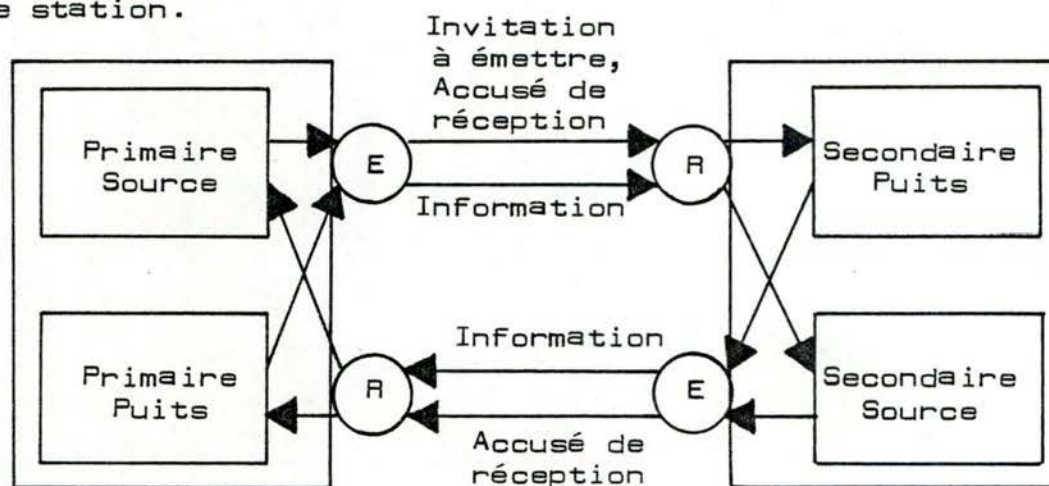 e station.
Invitation
à émettre,
Accusé de
réception
Primaire
Source
E
R
Secondaire
Puits
Information
Information
Primaire
Puits
R
E
Secondaire
Source
Accusé de
réception